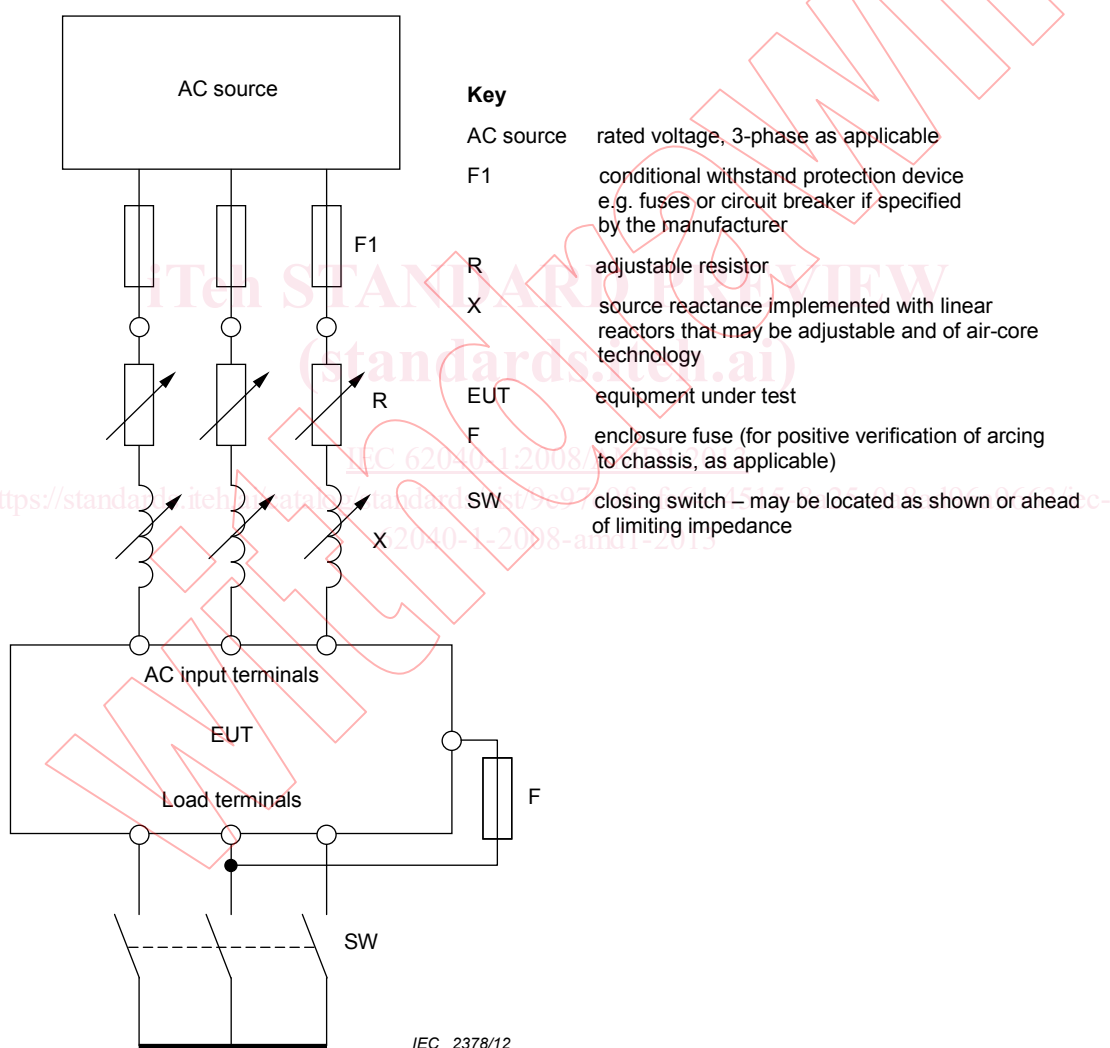 AC source
Key
AC source rated voltage, 3-phase as applicable
F1 conditional withstand protection device
e.g. fuses or circuit breaker if specified
by the manufacturer
F1
R adjustable resistor
X source reactance implemented with linear
reactors that may be adjustable and of air-core
technology
R
EUT equipment under test
F enclosure fuse (for positive verification of arcing
to chassis, as applicable)
SW closing switch – may be located as shown or ahead
of limiting impedance
X
AC input terminals
EUT
Load terminals
F
SW
IEC 2378/12
iTeh STANDARD PREVIEW
(standards.iteh.ai)
62040-1-2008-amd1-2013
withdrawn